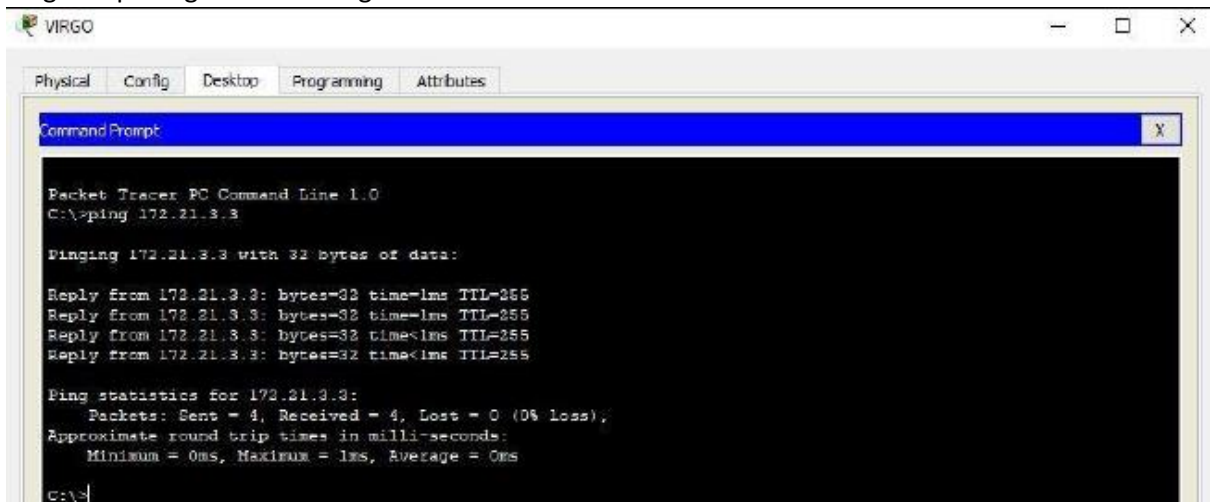 VIRGO
Physical Config Desktop Programming Attributes
Command Prompt X
Packet Tracer PC Command Line 1.0
C:\>ping 172.21.3.3
Pinging 172.21.3.3 with 32 bytes of data:
Reply from 172.21.3.3: bytes=32 time=1ms TTL=255
Reply from 172.21.3.3: bytes=32 time=1ms TTL=255
Reply from 172.21.3.3: bytes=32 time<1ms TTL=255
Reply from 172.21.3.3: bytes=32 time<1ms TTL=255
Ping statistics for 172.21.3.3:
Packets: Sent = 4, Received = 4, Lost = 0 (0% loss),
Approximate round trip times in milli-seconds:
Minimum = 0ms, Maximum = 1ms, Average = 0ms
C:\>